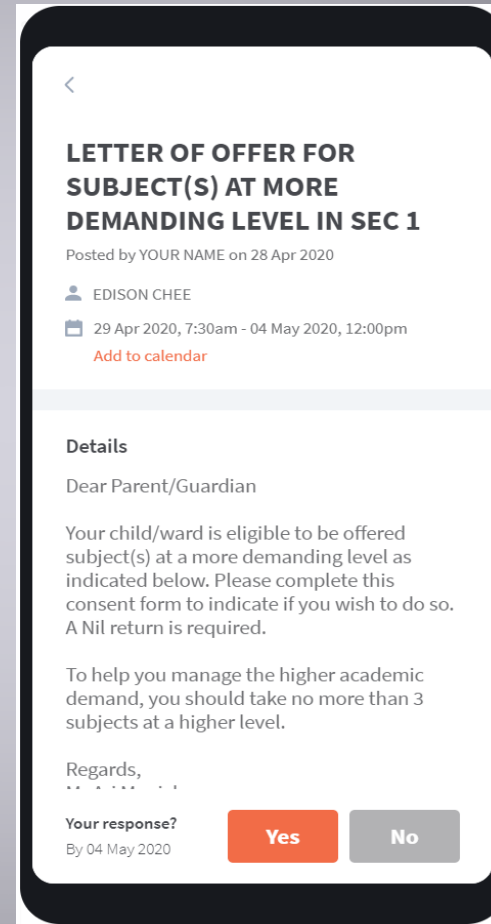 LETTER OF OFFER FOR
SUBJECT(S) AT MORE
DEMANDING LEVEL IN SEC 1
Posted by YOUR NAME on 28 Apr 2020
EDISON CHEE
29 Apr 2020, 7:30am - 04 May 2020, 12:00pm
Add to calendar
Details
Dear Parent/Guardian
Your child/ward is eligible to be offered
subject(s) at a more demanding level as
indicated below. Please complete this
consent form to indicate if you wish to do so.
A Nil return is required.
To help you manage the higher academic
demand, you should take no more than 3
subjects at a higher level.
Regards,
Your response?
By 04 May 2020
Yes
No